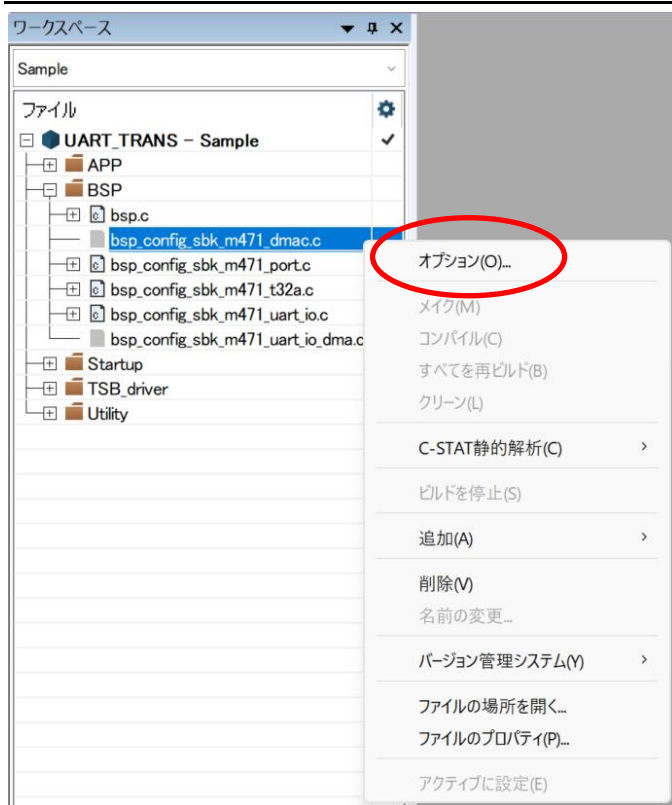 ワークスペース
Sample
ファイル
UART_TRANS - Sample
APP
BSP
bsp.c
bsp_config_sbk_m471_dmac.c
bsp_config_sbk_m471_port.c
bsp_config_sbk_m471_t32a.c
bsp_config_sbk_m471_uart_io.c
bsp_config_sbk_m471_uart_io_dma.c
Startup
TSB_driver
Utility
オプション(O)...
メイク(M)
コンパイル(C)
すべてを再ビルド(B)
クリーン(L)
C-STAT静的解析(C)
ビルドを停止(S)
追加(A)
削除(V)
名前の変更...
バージョン管理システム(Y)
ファイルの場所を開く...
ファイルのプロパティ(P)...
アクティブに設定(E)